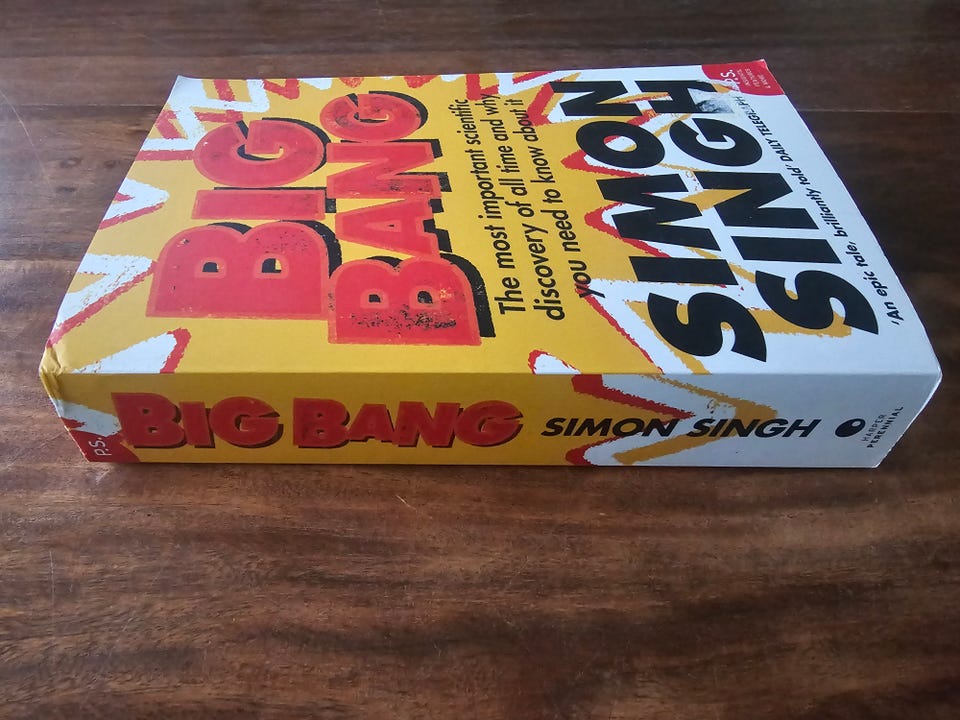 BIG
BANG
The most important scientific
discovery of all time and why
you need to know about it
SIMON
SINGH
'An epic tale, brilliantly told' DAILY TELEGRAPH
P.S.
P.S.
BIG BANG
SIMON SINGH
HARPER
PERENNIAL